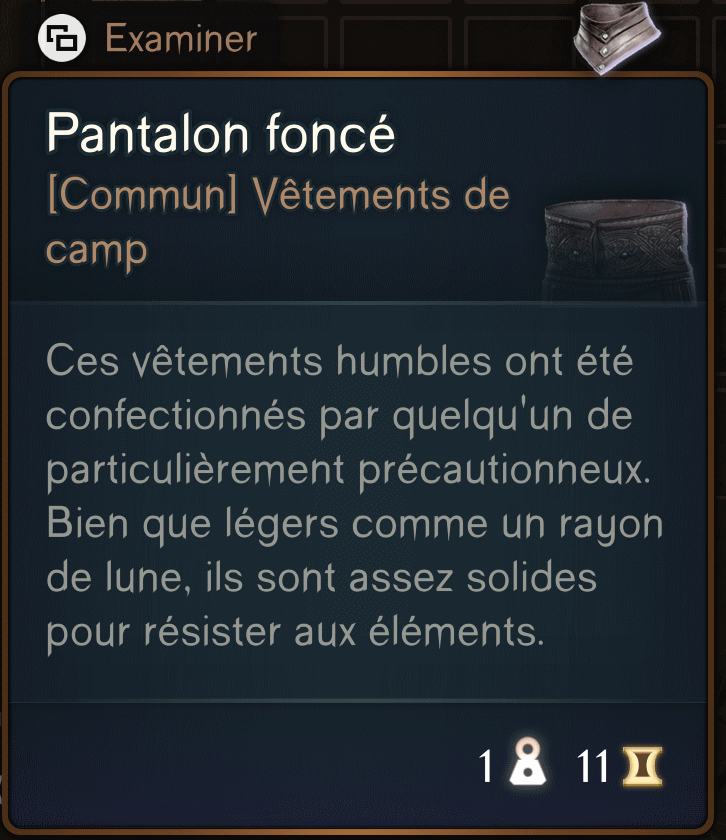 Examiner
Pantalon foncé
[Commun] Vêtements de
camp
Ces vêtements humbles ont été
confectionnés par quelqu'un de
particulièrement précautionneux.
Bien que légers comme un rayon
de lune, ils sont assez solides
pour résister aux éléments.
1 11